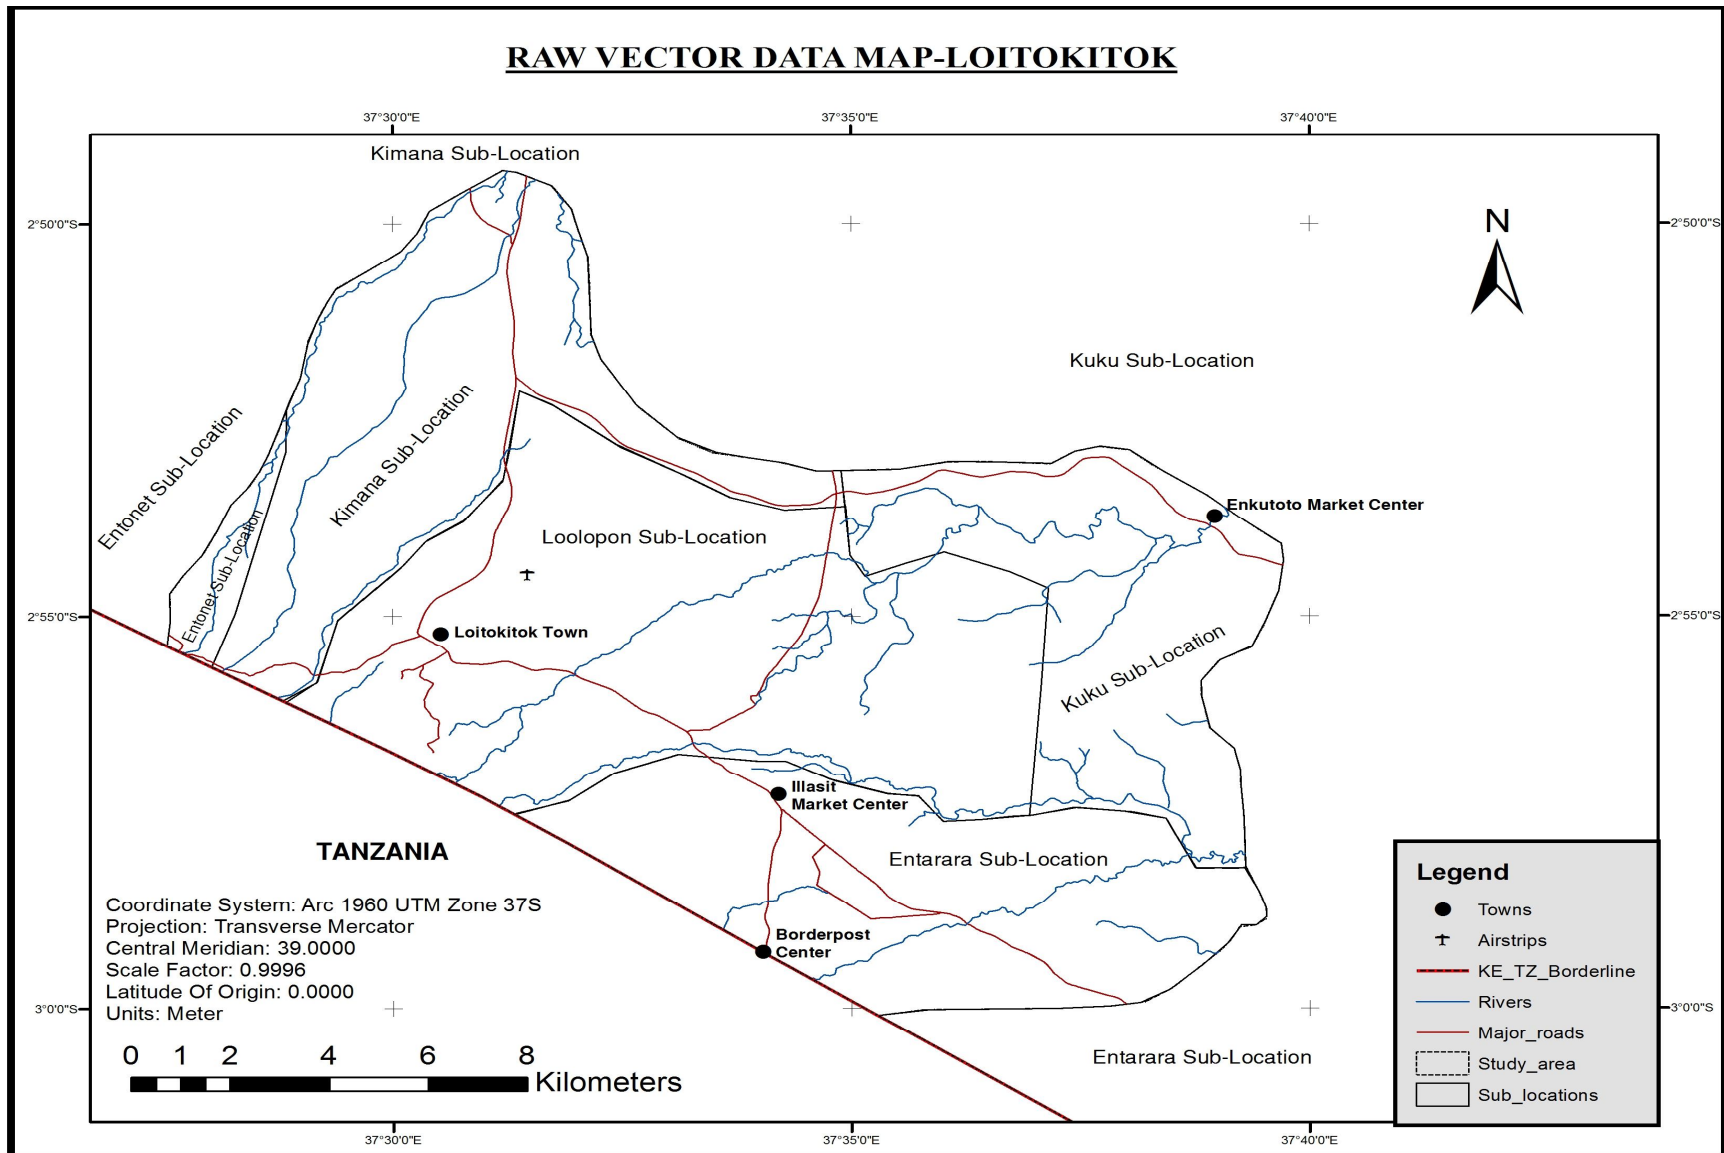 RAW VECTOR DATA MAP-LOITOKITOK
37°30'0"E
37°35'0"E
37°40'0"E
Kimana Sub-Location
2°50'0"S
2°50'0"S
N
Kuku Sub-Location
Entonet Sub-Location
Kimana Sub-Location
Enkutoto Market Center
Loolopon Sub-Location
Entonet Sub-Location
2°55'0"S
2°55'0"S
Loitokitok Town
Kuku Sub-Location
Illasit
Market Center
TANZANIA
Entarara Sub-Location
Coordinate System: Arc 1960 UTM Zone 37S
Projection: Transverse Mercator
Central Meridian: 39.0000
Scale Factor: 0.9996
Latitude Of Origin: 0.0000
Units: Meter
Borderpost
Center
3°0'0"S
3°0'0"S
0 1 2 4 6 8
Kilometers
Entarara Sub-Location
Legend
Towns
Airstrips
KE_TZ_Borderline
Rivers
Major_roads
Study_area
Sub_locations
37°30'0"E
37°35'0"E
37°40'0"E